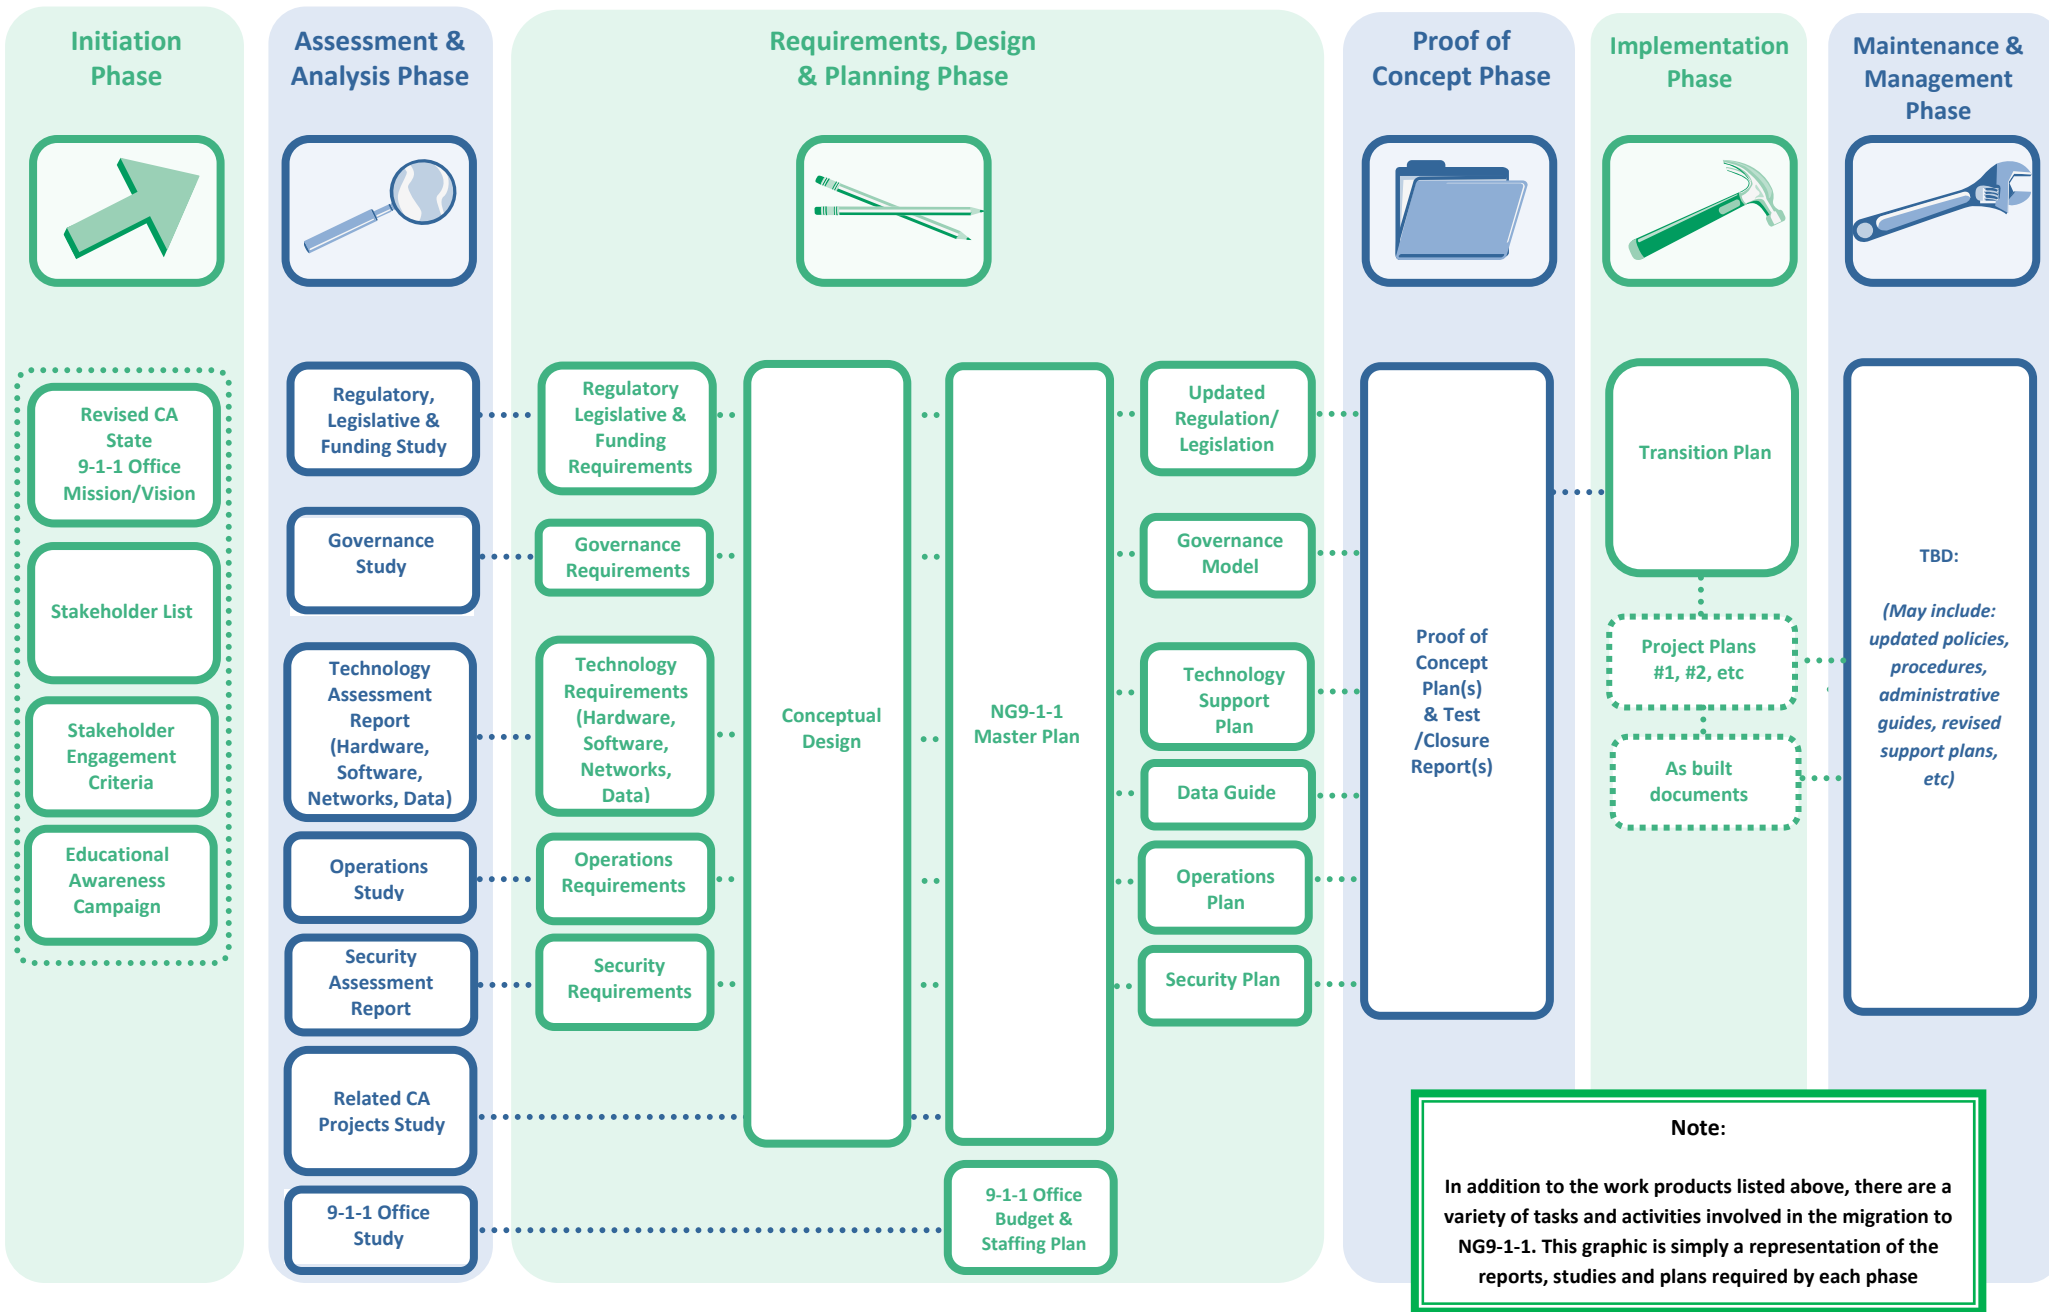 Initiation
Phase
Assessment &
Analysis Phase
Requirements, Design
& Planning Phase
Proof of
Concept Phase
Implementation
Phase
Maintenance &
Management
Phase
Revised CA
State
9-1-1 Office
Mission/Vision
Stakeholder List
Stakeholder
Engagement
Criteria
Educational
Awareness
Campaign
Regulatory,
Legislative &
Funding Study
Governance
Study
Technology
Assessment
Report
(Hardware,
Software,
Networks, Data)
Operations
Study
Security
Assessment
Report
Related CA
Projects Study
9-1-1 Office
Study
Regulatory
Legislative &
Funding
Requirements
Governance
Requirements
Technology
Requirements
(Hardware,
Software,
Networks,
Data)
Operations
Requirements
Security
Requirements
Conceptual
Design
NG9-1-1
Master Plan
9-1-1 Office
Budget &
Staffing Plan
Updated
Regulation/
Legislation
Governance
Model
Technology
Support
Plan
Data Guide
Operations
Plan
Security Plan
Proof of
Concept
Plan(s)
& Test
/Closure
Report(s)
Transition Plan
Project Plans
#1, #2, etc
As built
documents
TBD:
(May include:
updated policies,
procedures,
administrative
guides, revised
support plans,
etc)
Note:
In addition to the work products listed above, there are a
variety of tasks and activities involved in the migration to
NG9-1-1. This graphic is simply a representation of the
reports, studies and plans required by each phase